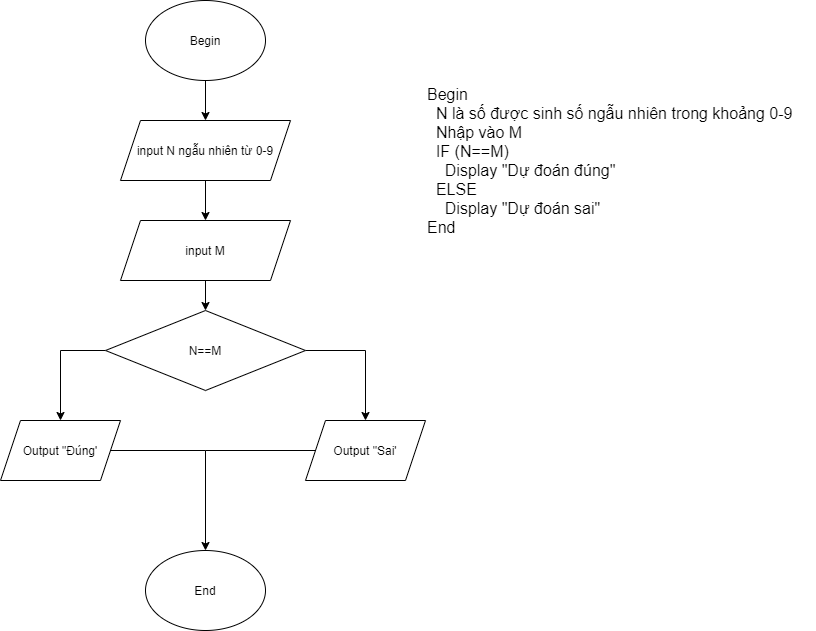 Begin
input N ngẫu nhiên từ 0-9
input M
N==M
Output "Đúng'
Output "Sai'
End
Begin
N là số được sinh số ngẫu nhiên trong khoảng 0-9
Nhập vào M
IF (N==M)
Display "Dự đoán đúng"
ELSE
Display "Dự đoán sai"
End